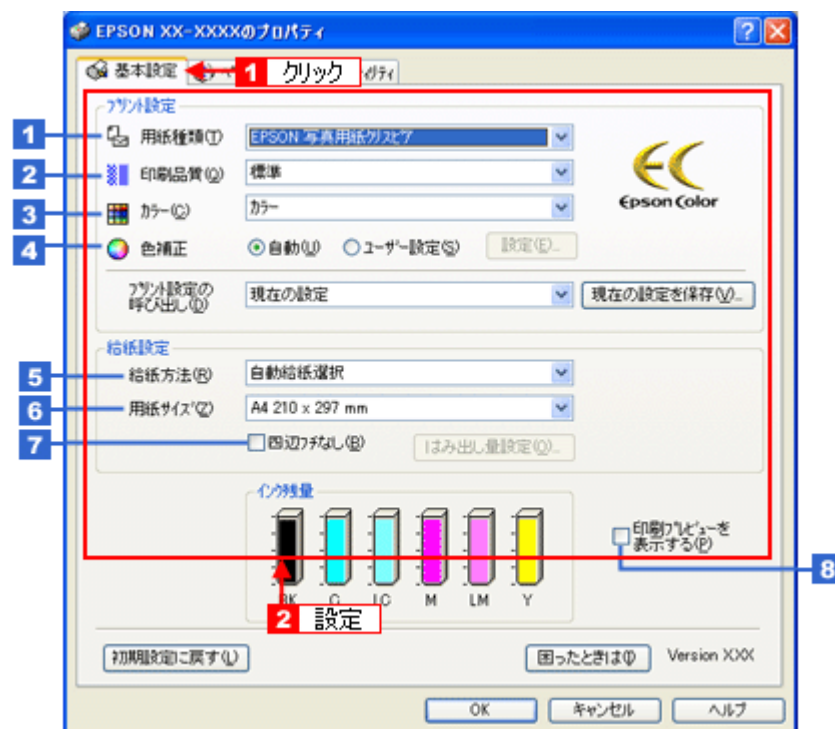 EPSON XX-XXXXのプロパティ
基本設定
1 クリック
ティ
プリント設定
1 用紙種類(T) EPSON 写真用紙クリスピア
2 印刷品質(Q) 標準
3 カラー(C) カラー
4 色補正 自動(U) ユーザー設定(S) 設定(E)...
EC
Epson Color
プリント設定の
呼び出し(D) 現在の設定 現在の設定を保存(V)...
給紙設定
5 給紙方法(R) 自動給紙選択
6 用紙サイズ(Z) A4 210 x 297 mm
7 四辺フチなし(B) はみ出し量設定(O)...
インク残量
印刷プレビューを
表示する(P)
8
BK C LC M LM Y
2 設定
初期設定に戻す(L) 困ったときは(I) Version XXX
OK キャンセル ヘルプ